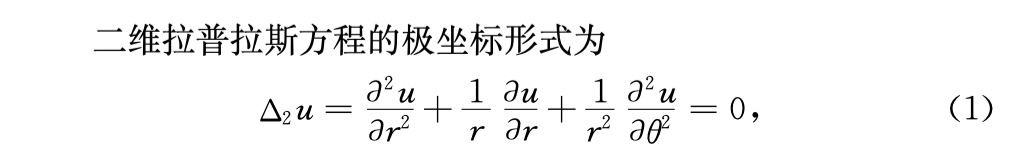 二维拉普拉斯方程的极坐标形式为
Δ₂u = ∂²u/∂r² + 1/r ∂u/∂r + 1/r² ∂²u/∂θ² = 0, (1)